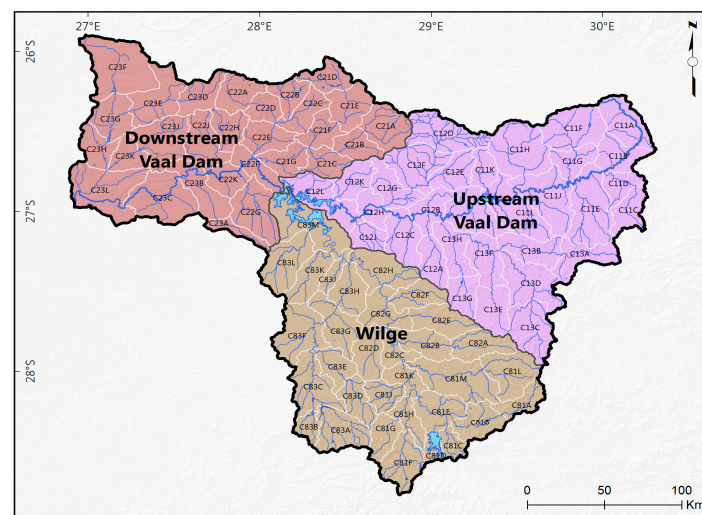 27°E 28°E 29°E 30°E
26°S
27°S
28°S
C23F
C21D
C23E C23D C22A C22B
C22C C21E
C22D
C23G
C23J C22J C22H C21F C21A
C22E
Downstream
Vaal Dam
C21B
C23H C23K
C22F C21G C21C
C23L C23B C22K
C23C
C23A C22G
C12D C11F C11A
C11H
C12F C11G C11B
C12E C11K
C12K C12G C11D
C12L
Upstream
Vaal Dam
C11J
C12H C12B C11L C11E C11C
C83M C12J C12C C13H
C13F C13B C13A
C83L C83K C82H C12A
C83J C13D
C83H C82F C13G C13E
C82G C82E C13C
C83F C83G
Wilge
C82D C82B C82A
C82C
C83E C81K C81M C81L
C83C C83D C81J
C81H C81E C81A
C83B C83A C81G C81B
C81C
C81F C81D
0 50 100
Km